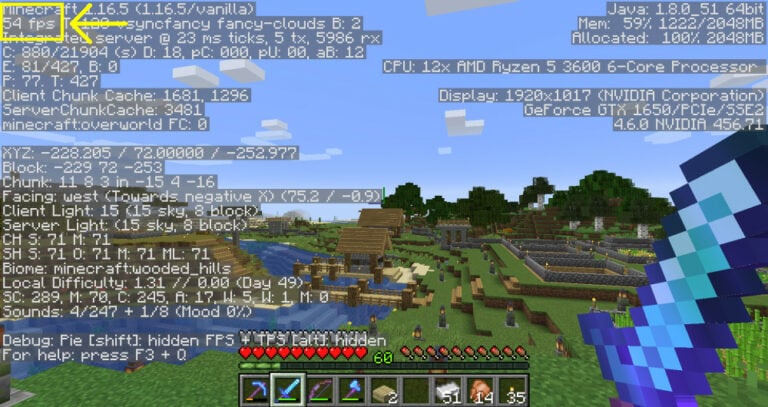 minecraft 1.16.5 (1.16.5/vanilla)
54 fps vsyncfancy fancy-clouds B: 2
Integrated server @ 23 ms ticks, 5 tx, 5986 rx
C: 880/21904 (s) D: 18, pC: 000, pU: 00, aB: 12
E: 81/427, B: 0
P: 77. T: 427
Client Chunk Cache: 1681, 1296
ServerChunkCache: 3481
minecraft:overworld FC: 0
XYZ: -228.205 / 72.00000 / -252.977
Block: -229 72 -253
Chunk: 11 8 3 in -15 4 -16
Facing: west (Towards negative X) (75.2 / -0.9)
Client Light: 15 (15 sky, 8 block)
Server Light: (15 sky, 8 block)
CH S: 71 M: 71
SH S: 71 O: 71 M: 71 ML: 71
Biome: minecraft:wooded_hills
Local Difficulty: 1.31 // 0.00 (Day 49)
SC: 289, M: 70, C: 245, A: 17, W: 5, W: 1, M: 0
Sounds: 4/247 + 1/8 (Mood 0%)
Debug: Pie [shift]: hidden FPS + TPS [alt]: hidden
For help: press F3 + Q
Java: 1.8.0_51 64bit
Mem: 59% 1222/2048MB
Allocated: 100% 2048MB
CPU: 12x AMD Ryzen 5 3600 6-Core Processor
Display: 1920x1017 (NVIDIA Corporation)
GeForce GTX 1650/PCIe/SSE2
4.6.0 NVIDIA 456.71
60
2 51 14 35